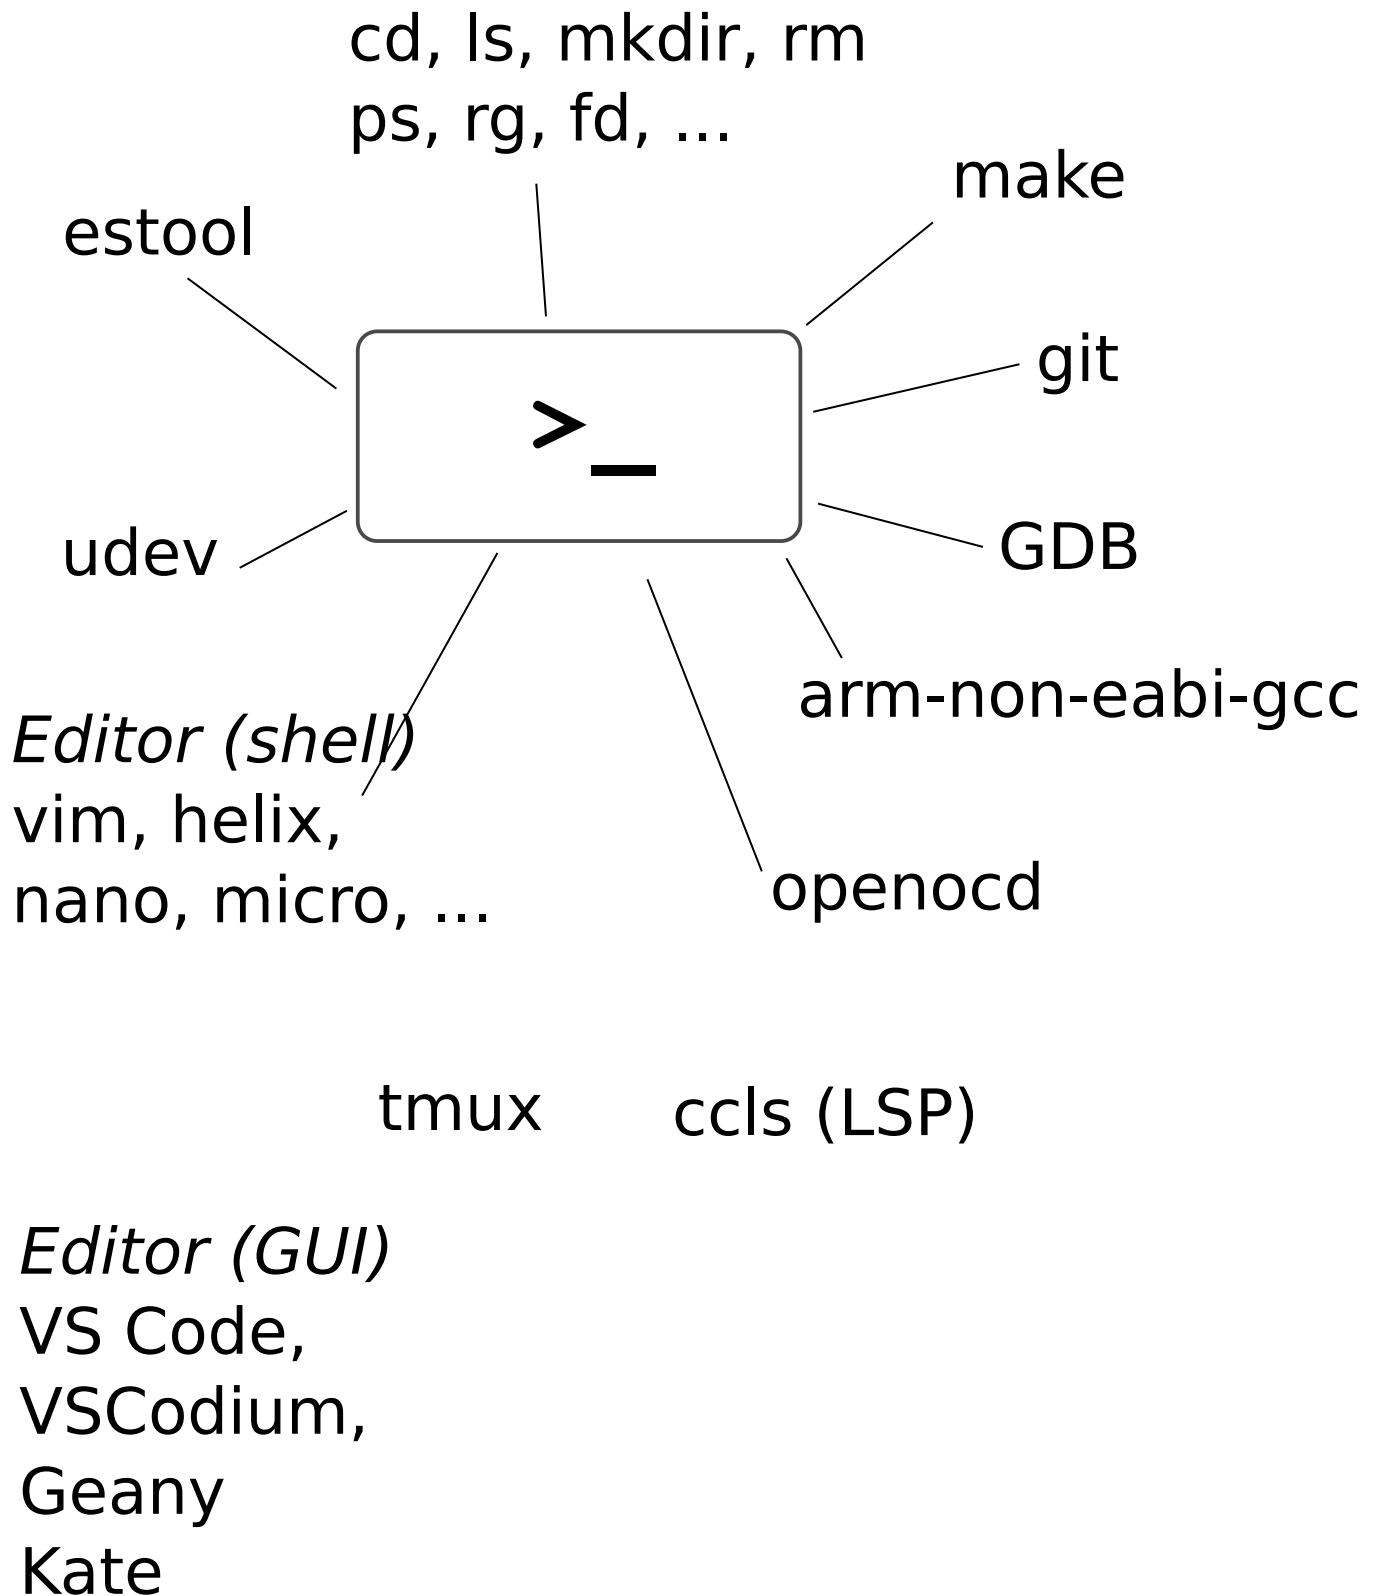 cd, ls, mkdir, rm
ps, rg, fd, ...
make
estool
git
>_
GDB
udev
arm-non-eabi-gcc
Editor (shell)
vim, helix,
nano, micro, ...
openocd
tmux
ccls (LSP)
Editor (GUI)
VS Code,
VSCodium,
Geany
Kate